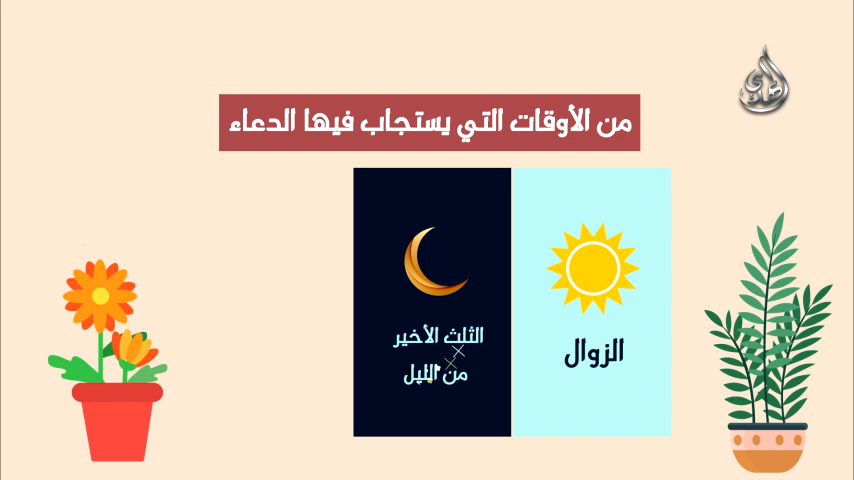 من الأوقات التي يستجاب فيها الدعاء
الزوال
الثلث الأخير
من الليل